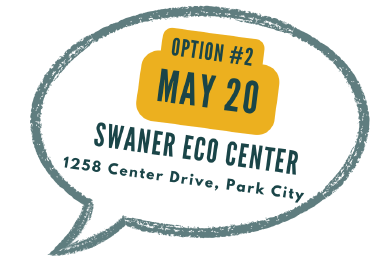 OPTION #2
MAY 20
SWANER ECO CENTER
1258 Center Drive, Park City